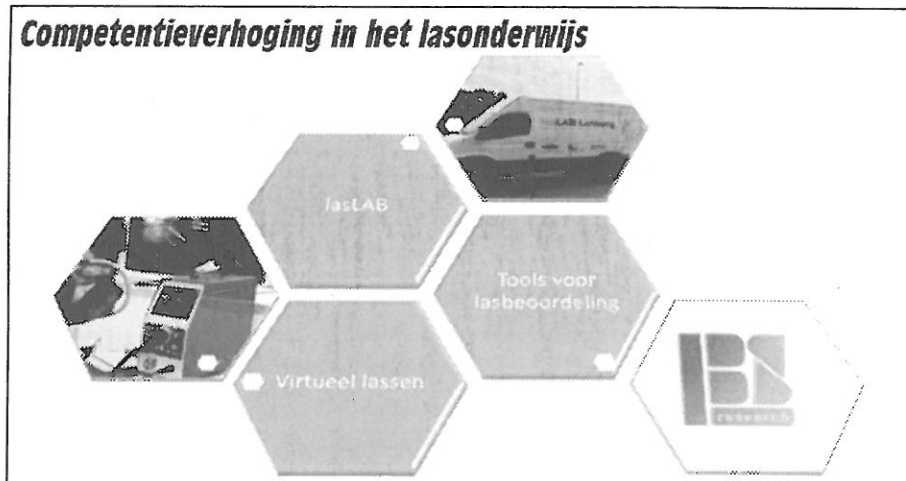 Competentieverhoging in het lasonderwijs
lasLAB
Tools voor
lasbeoordeling
Virtueel lassen
research